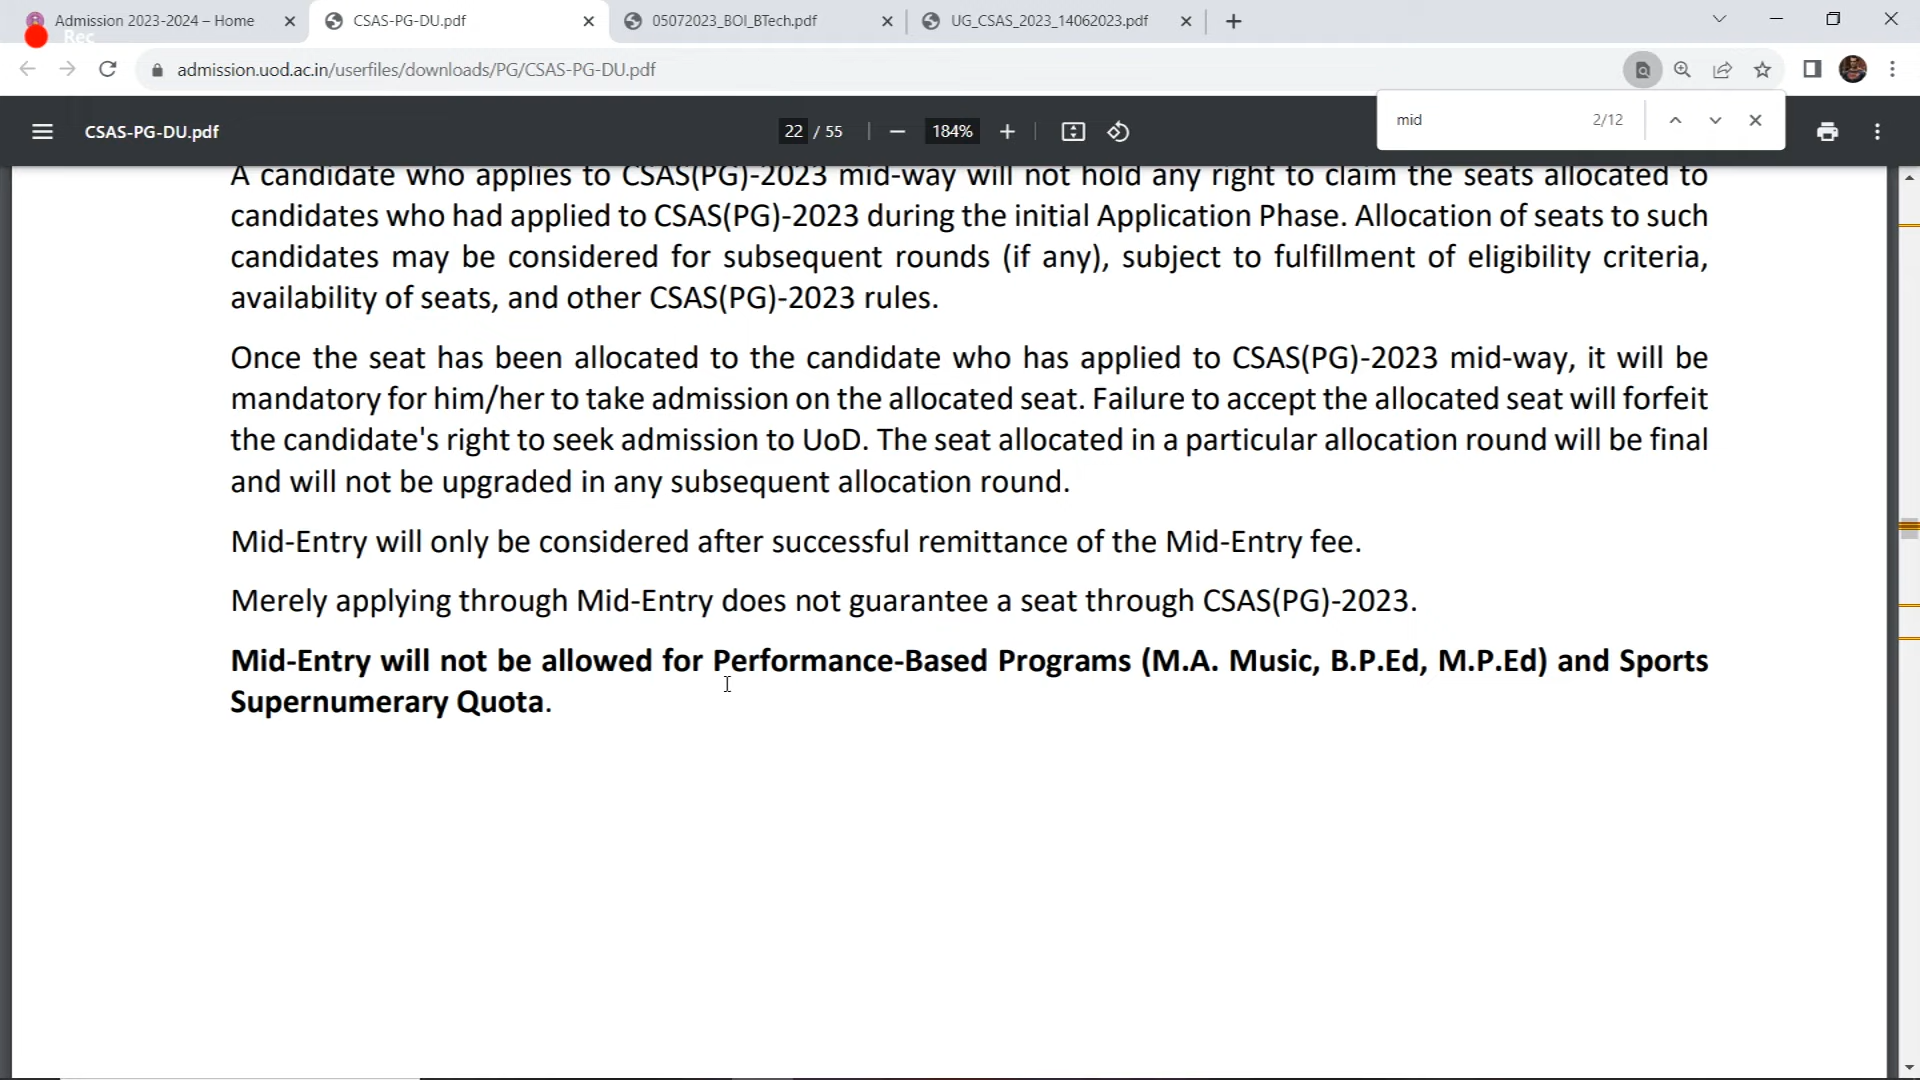 Admission 2023-2024 – Home
CSAS-PG-DU.pdf
05072023_BOI_BTech.pdf
UG_CSAS_2023_14062023.pdf
Rec
admission.uod.ac.in/userfiles/downloads/PG/CSAS-PG-DU.pdf
CSAS-PG-DU.pdf
22 / 55
184%
mid
2/12
A candidate who applies to CSAS(PG)-2023 mid-way will not hold any right to claim the seats allocated to
candidates who had applied to CSAS(PG)-2023 during the initial Application Phase. Allocation of seats to such
candidates may be considered for subsequent rounds (if any), subject to fulfillment of eligibility criteria,
availability of seats, and other CSAS(PG)-2023 rules.
Once the seat has been allocated to the candidate who has applied to CSAS(PG)-2023 mid-way, it will be
mandatory for him/her to take admission on the allocated seat. Failure to accept the allocated seat will forfeit
the candidate's right to seek admission to UoD. The seat allocated in a particular allocation round will be final
and will not be upgraded in any subsequent allocation round.
Mid-Entry will only be considered after successful remittance of the Mid-Entry fee.
Merely applying through Mid-Entry does not guarantee a seat through CSAS(PG)-2023.
Mid-Entry will not be allowed for Performance-Based Programs (M.A. Music, B.P.Ed, M.P.Ed) and Sports
Supernumerary Quota.